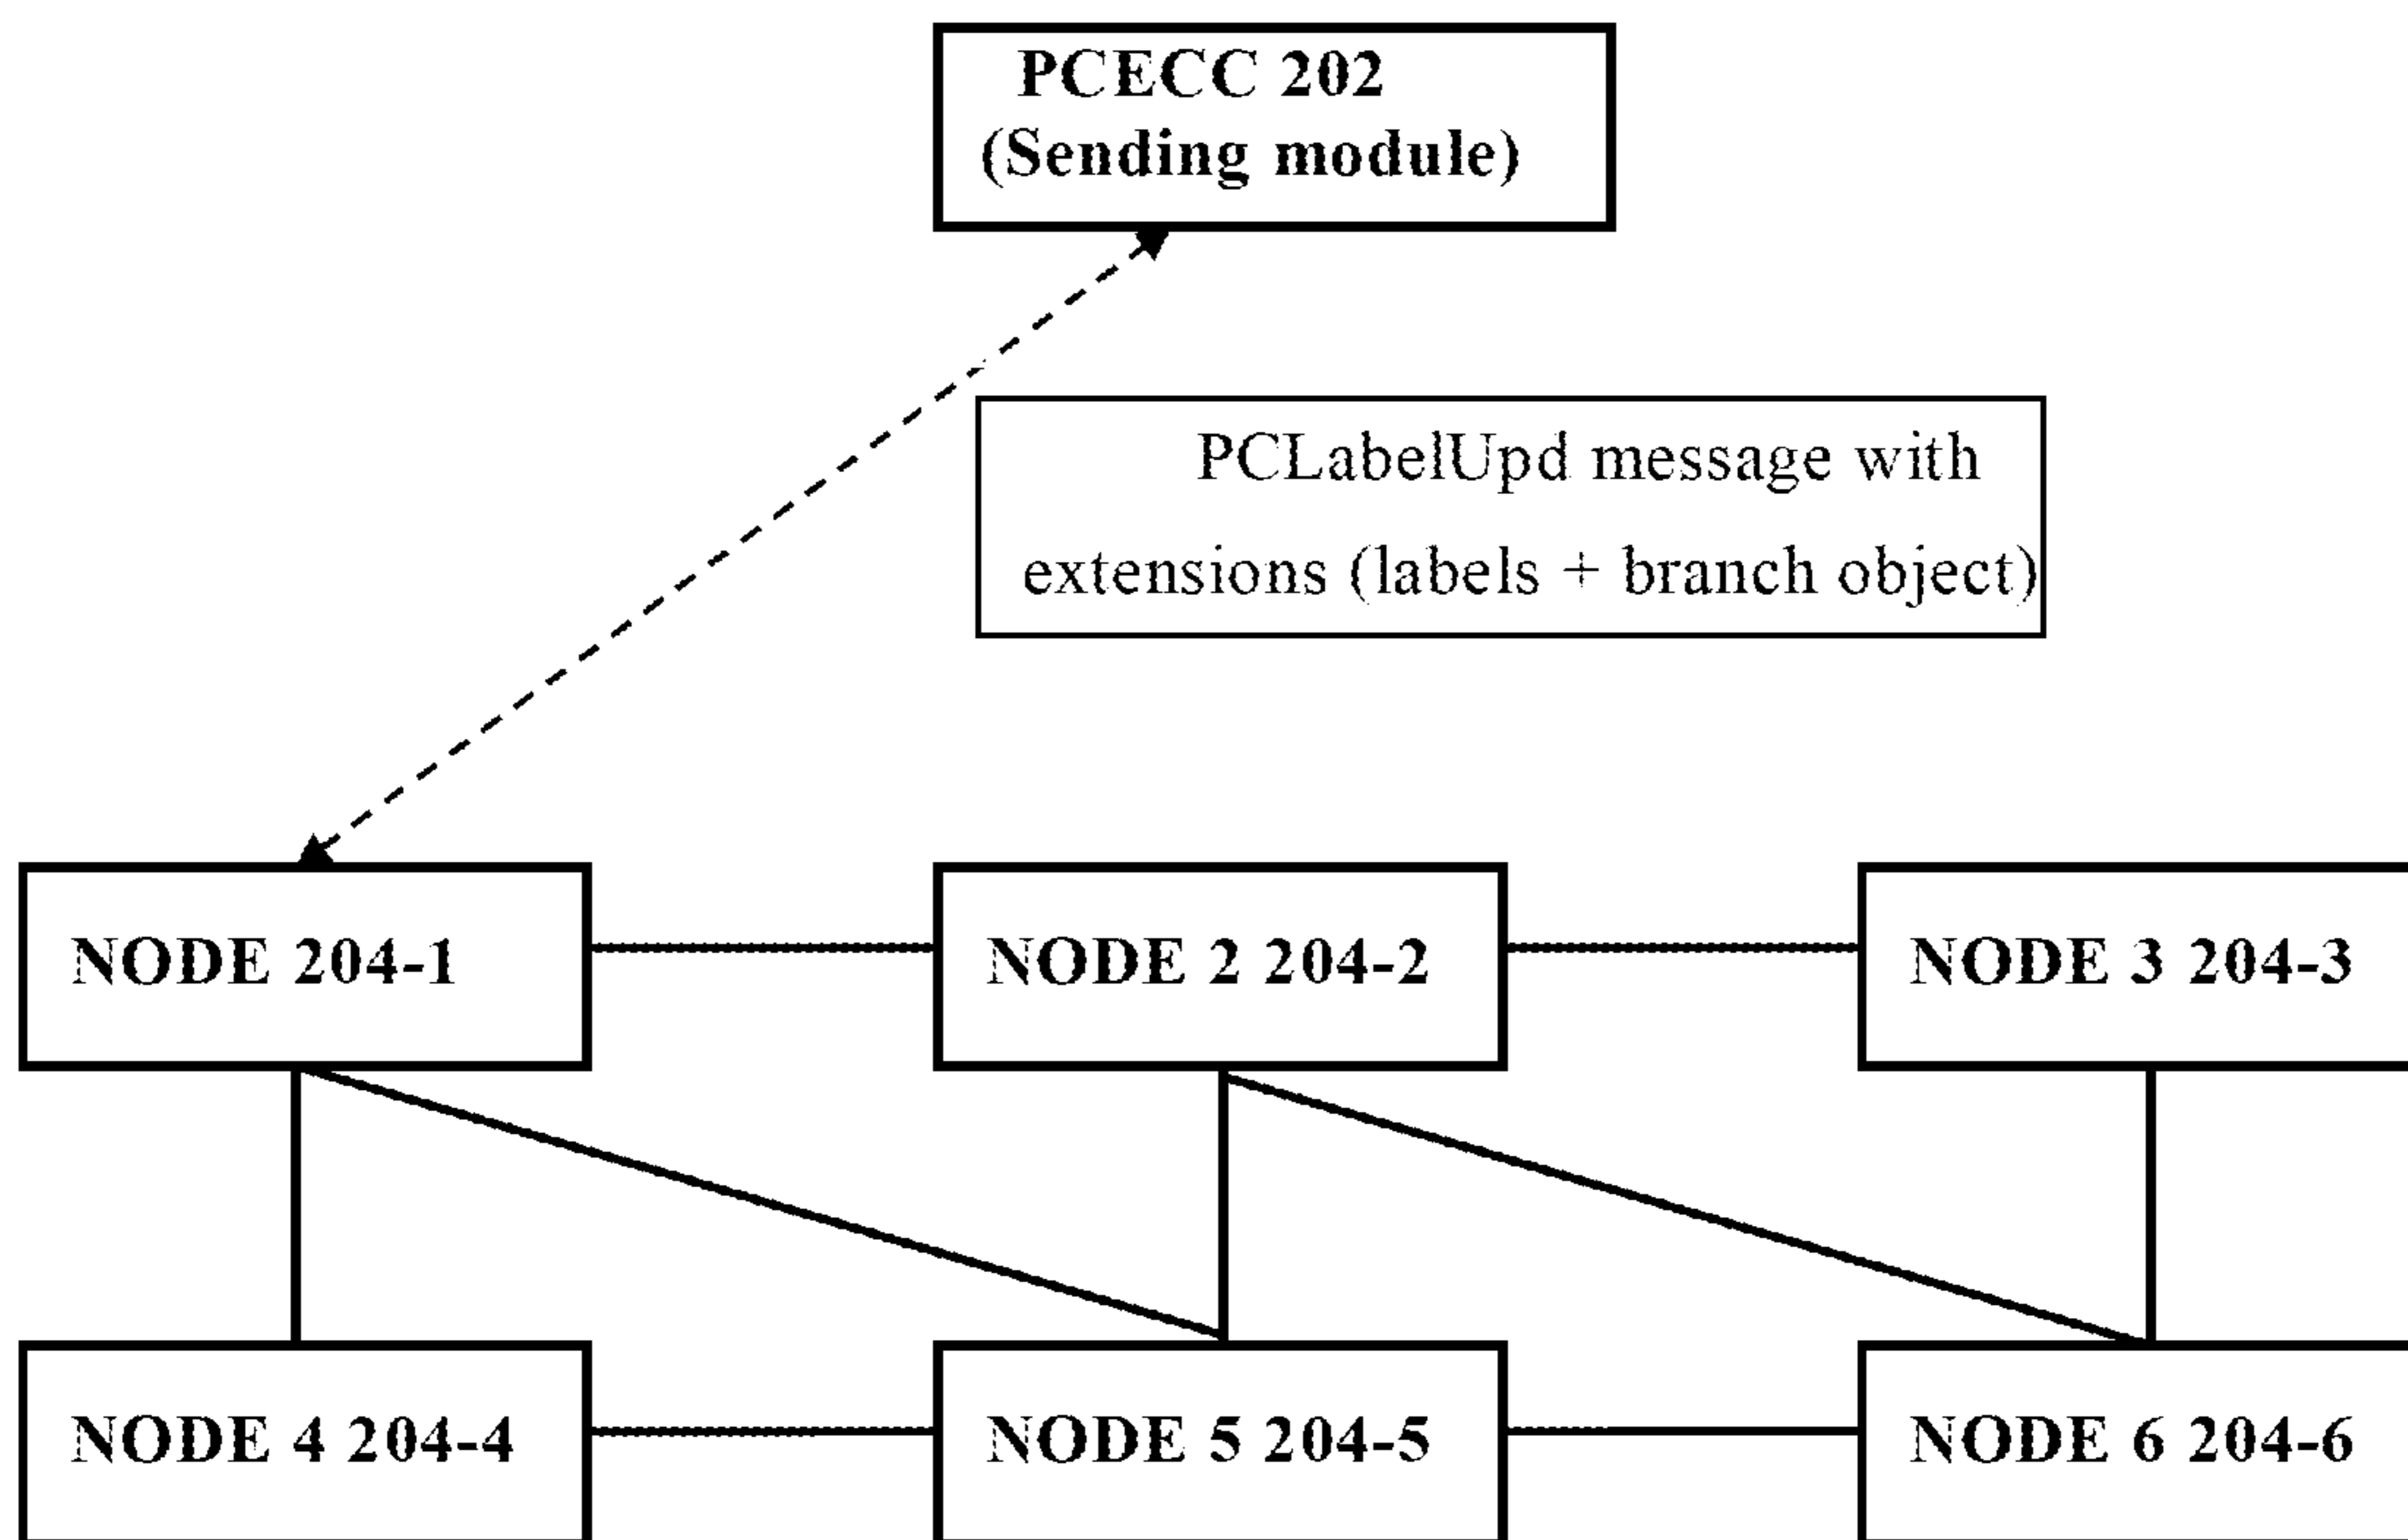 PCECC 202
(Sending module)
PCLabelUpd message with
extensions (labels + branch object)
NODE 204-1
NODE 2 204-2
NODE 3 204-3
NODE 4 204-4
NODE 5 204-5
NODE 6 204-6